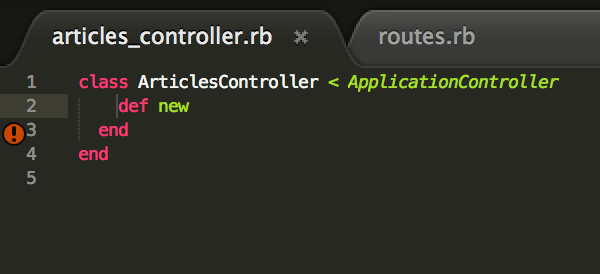 articles_controller.rb × routes.rb
1 class ArticlesController < ApplicationController
2 def new
3 end
4 end
5